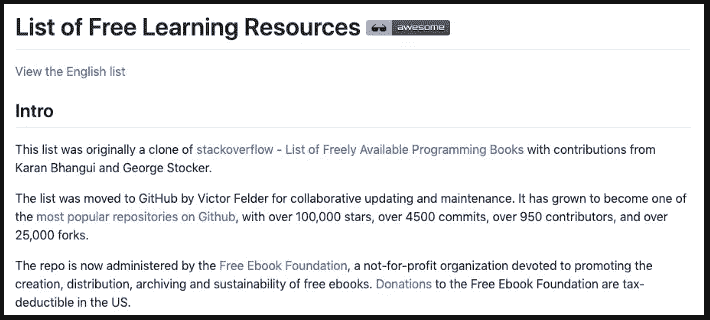 List of Free Learning Resources awesome
View the English list
Intro
This list was originally a clone of stackoverflow - List of Freely Available Programming Books with contributions from
Karan Bhangui and George Stocker.
The list was moved to GitHub by Victor Felder for collaborative updating and maintenance. It has grown to become one of
the most popular repositories on Github, with over 100,000 stars, over 4500 commits, over 950 contributors, and over
25,000 forks.
The repo is now administered by the Free Ebook Foundation, a not-for-profit organization devoted to promoting the
creation, distribution, archiving and sustainability of free ebooks. Donations to the Free Ebook Foundation are tax-
deductible in the US.